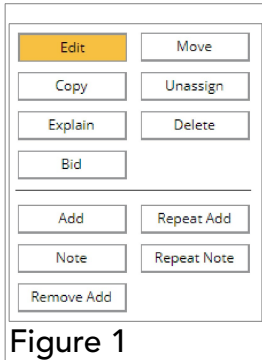 Edit Move
Copy Unassign
Explain Delete
Bid
Add Repeat Add
Note Repeat Note
Remove Add
Figure 1